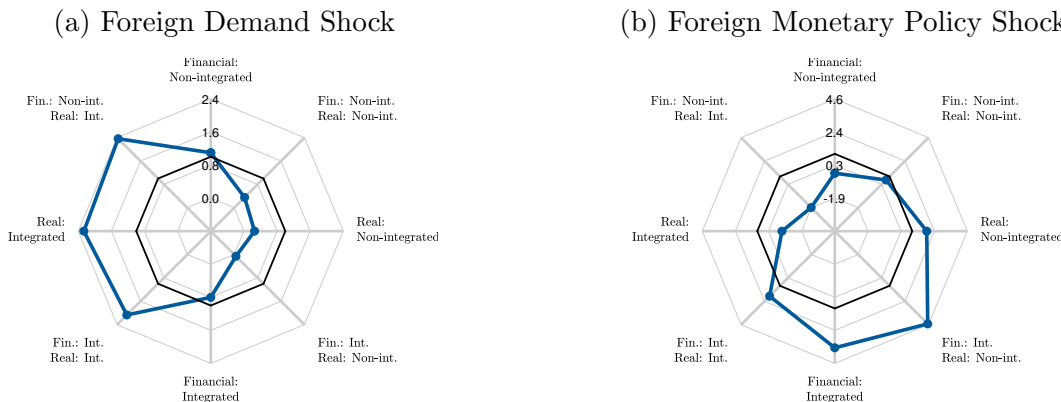 (a) Foreign Demand Shock
Financial:
Non-integrated
Fin.: Non-int.
Real: Int.
Fin.: Non-int.
Real: Non-int.
2.4
1.6
0.8
0.0
Real:
Integrated
Real:
Non-integrated
Fin.: Int.
Real: Int.
Fin.: Int.
Real: Non-int.
Financial:
Integrated
(b) Foreign Monetary Policy Shock
Financial:
Non-integrated
Fin.: Non-int.
Real: Int.
Fin.: Non-int.
Real: Non-int.
4.6
2.4
0.3
-1.9
Real:
Integrated
Real:
Non-integrated
Fin.: Int.
Real: Int.
Fin.: Int.
Real: Non-int.
Financial:
Integrated